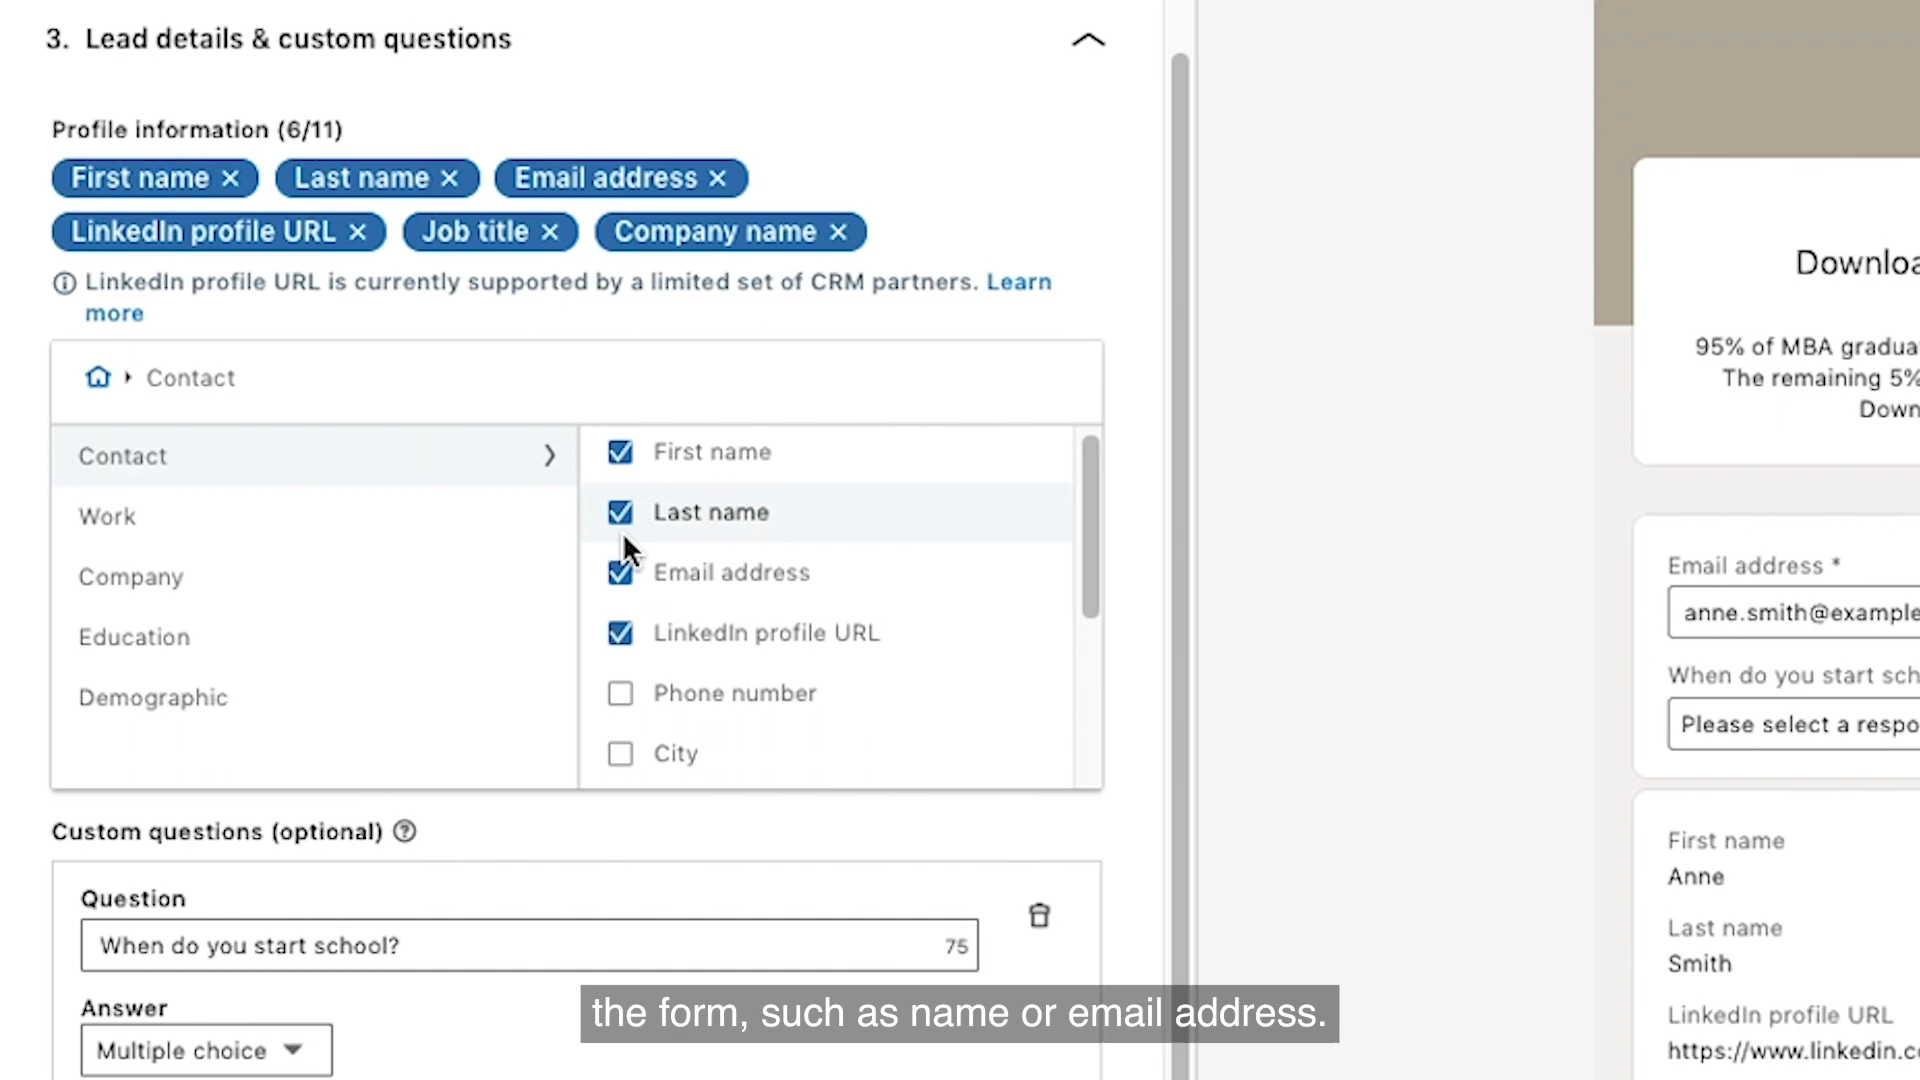 3. Lead details & custom questions
Profile information (6/11)
First name ×
Last name ×
Email address ×
LinkedIn profile URL ×
Job title ×
Company name ×
LinkedIn profile URL is currently supported by a limited set of CRM partners. Learn
more
Contact
Contact
Work
Company
Education
Demographic
First name
Last name
Email address
LinkedIn profile URL
Phone number
City
Custom questions (optional)
Question
When do you start school? 75
Answer
Multiple choice
the form, such as name or email address.
Downloa
95% of MBA gradua
The remaining 5%
Down
Email address *
anne.smith@example
When do you start sch
Please select a respo
First name
Anne
Last name
Smith
LinkedIn profile URL
https://www.linkedin.c